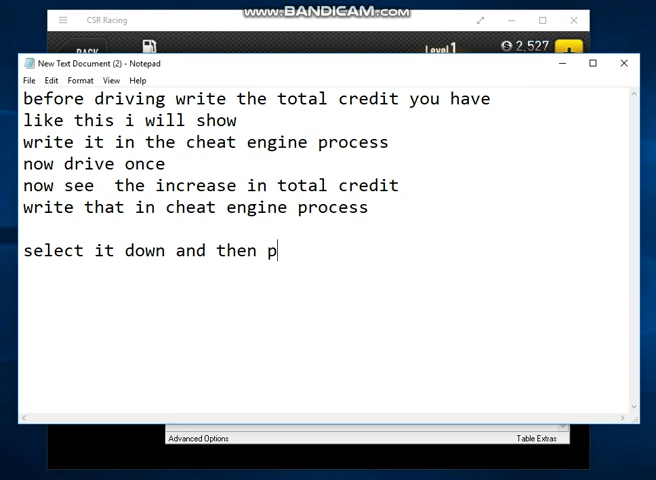 WWW.BANDICAM.COM
CSR Racing
Level 1
2,527
New Text Document (2) - Notepad
File Edit Format View Help
before driving write the total credit you have
like this i will show
write it in the cheat engine process
now drive once
now see  the increase in total credit
write that in cheat engine process
select it down and then p
Advanced Options Table Extras